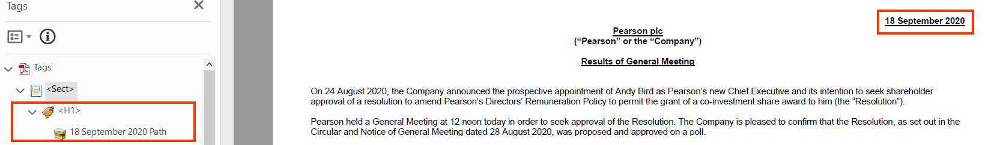 Tags
Tags
<Sect>
<H1>
18 September 2020 Path
18 September 2020
Pearson plc
(“Pearson” or the “Company”)
Results of General Meeting
On 24 August 2020, the Company announced the prospective appointment of Andy Bird as Pearson’s new Chief Executive and its intention to seek shareholder
approval of a resolution to amend Pearson’s Directors’ Remuneration Policy to permit the grant of a co-investment share award to him (the “Resolution”).
Pearson held a General Meeting at 12 noon today in order to seek approval of the Resolution. The Company is pleased to confirm that the Resolution, as set out in the
Circular and Notice of General Meeting dated 28 August 2020, was proposed and approved on a poll.